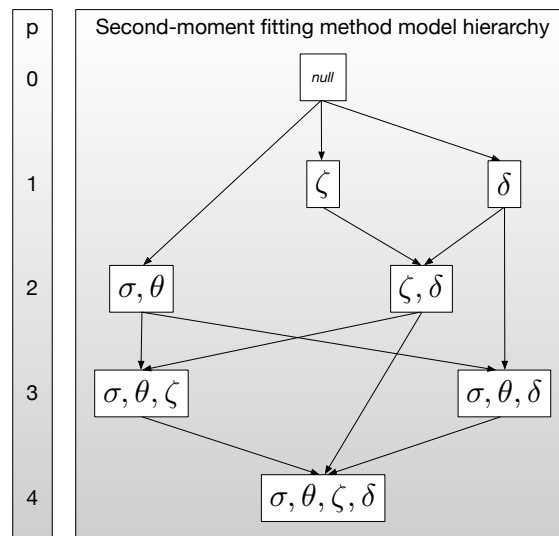 p Second-moment fitting method model hierarchy
0 null
1 ζ δ
2 σ, θ ζ, δ
3 σ, θ, ζ σ, θ, δ
4 σ, θ, ζ, δ